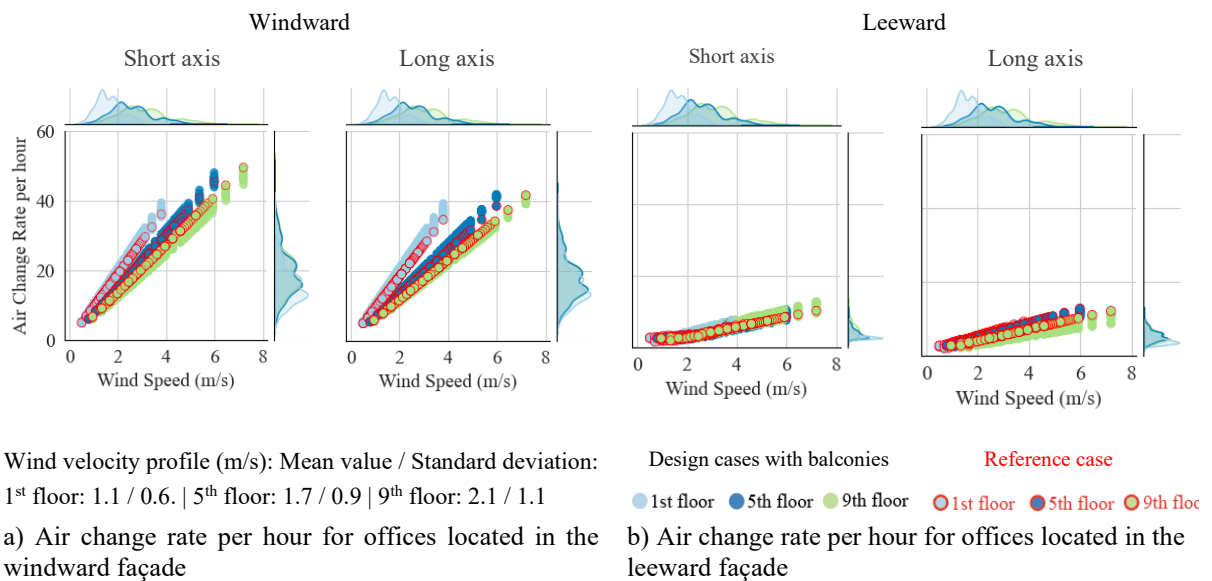 Windward
Leeward
Short axis
Long axis
Short axis
Long axis
Air Change Rate per hour
60
40
20
0
0 2 4 6 8
0 2 4 6 8
0 2 4 6 8
0 2 4 6 8
Wind Speed (m/s)
Wind Speed (m/s)
Wind Speed (m/s)
Wind Speed (m/s)
Wind velocity profile (m/s): Mean value / Standard deviation:
1st floor: 1.1 / 0.6. | 5th floor: 1.7 / 0.9 | 9th floor: 2.1 / 1.1
Design cases with balconies
Reference case
1st floor 5th floor 9th floor
1st floor 5th floor 9th floc
a) Air change rate per hour for offices located in the
windward façade
b) Air change rate per hour for offices located in the
leeward façade